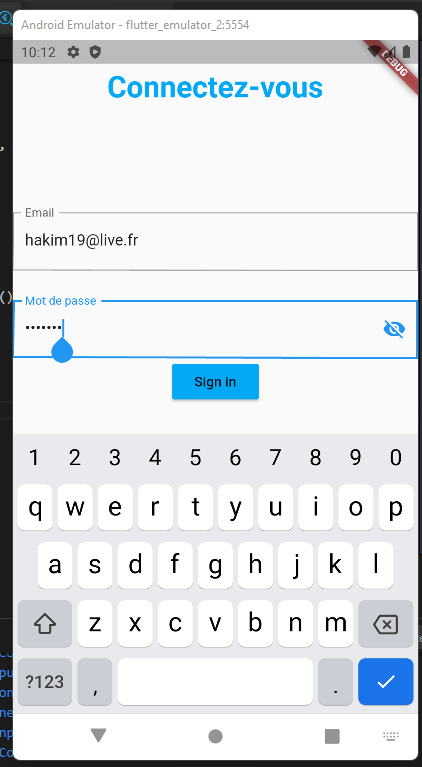 Android Emulator - flutter_emulator_2:5554
10:12
DEBUG
Connectez-vous
Email
hakim19@live.fr
Mot de passe
•••••••
Sign in
1 2 3 4 5 6 7 8 9 0
q w e r t y u i o p
a s d f g h j k l
z x c v b n m
?123 , .